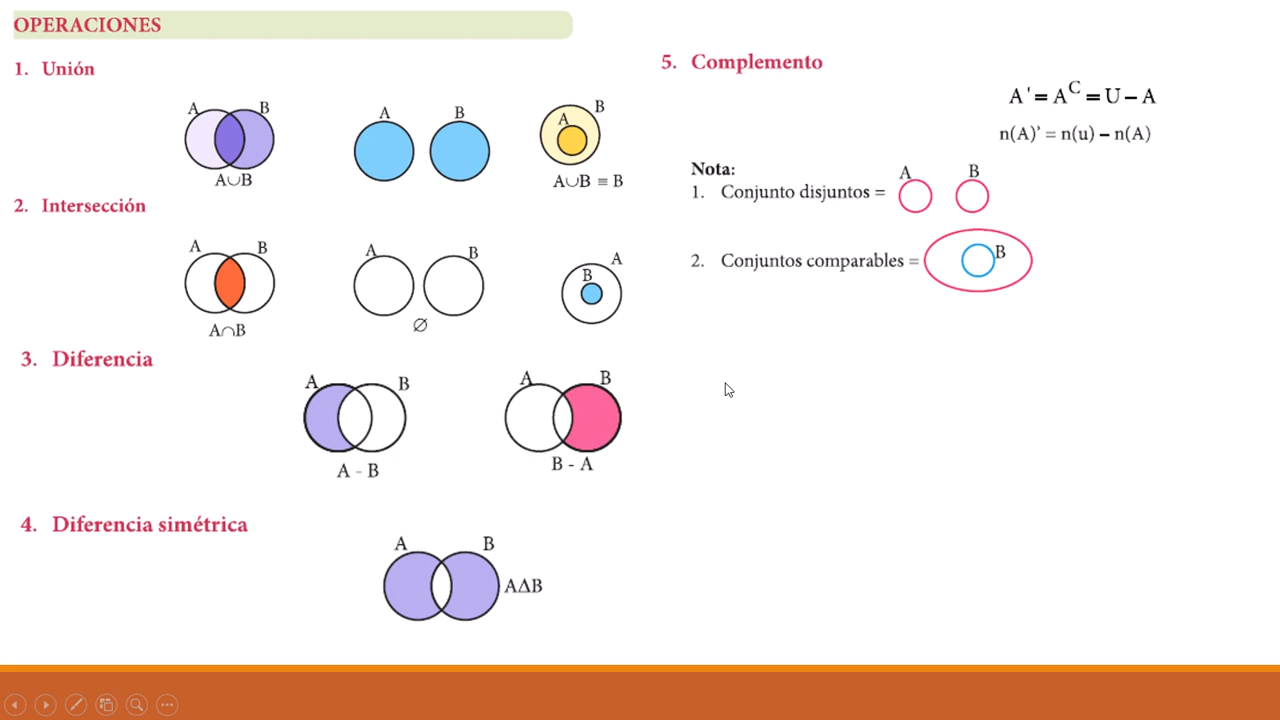 OPERACIONES
1. Unión
A B
A∪B
A B
B
A
A∪B ≡ B
2. Intersección
A B
A∩B
A B
∅
A
B
3. Diferencia
A B
A - B
A B
B - A
4. Diferencia simétrica
A B
AΔB
5. Complemento
A' = A^C = U – A
n(A)’ = n(u) – n(A)
Nota:
A B
1. Conjunto disjuntos =
2. Conjuntos comparables = B